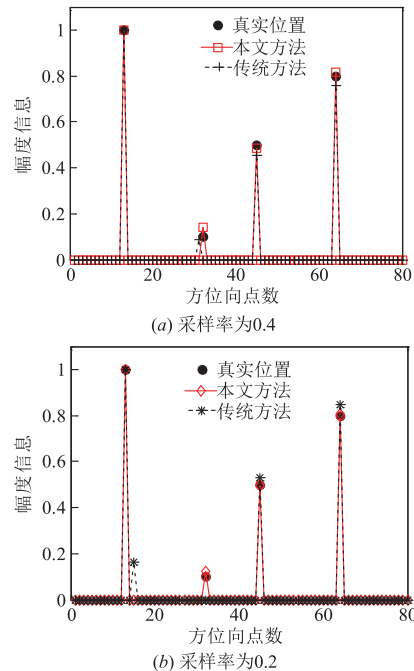 1
真实位置
本文方法
传统方法
0.8
0.6
0.4
0.2
0
幅度信息
0 20 40 60 80
方位向点数
(a) 采样率为0.4
1
真实位置
本文方法
传统方法
0.8
0.6
0.4
0.2
0
幅度信息
0 20 40 60 80
方位向点数
(b) 采样率为0.2